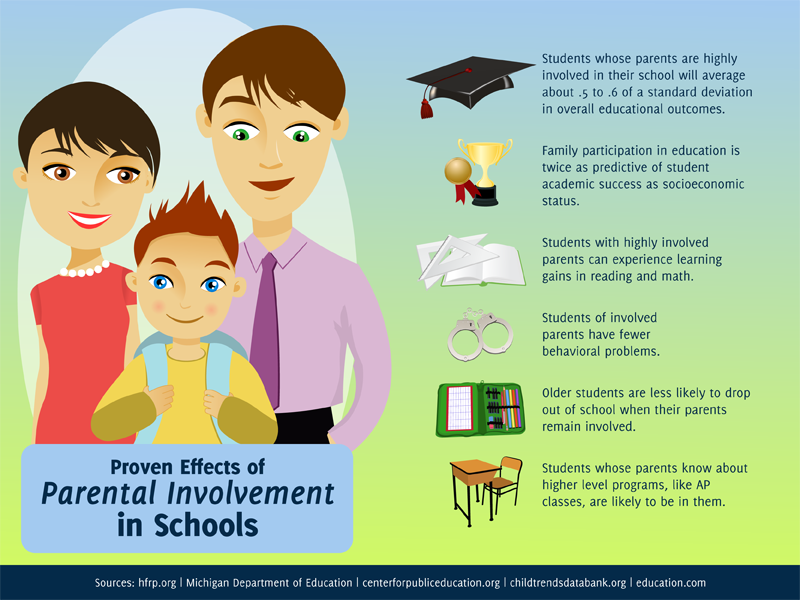 Students whose parents are highly
involved in their school will average
about .5 to .6 of a standard deviation
in overall educational outcomes.
Family participation in education is
twice as predictive of student
academic success as socioeconomic
status.
Students with highly involved
parents can experience learning
gains in reading and math.
Students of involved
parents have fewer
behavioral problems.
Older students are less likely to drop
out of school when their parents
remain involved.
Students whose parents know about
higher level programs, like AP
classes, are likely to be in them.
Proven Effects of
Parental Involvement
in Schools
Sources: hfrp.org | Michigan Department of Education | centerforpubliceducation.org | childtrendsdatabank.org | education.com